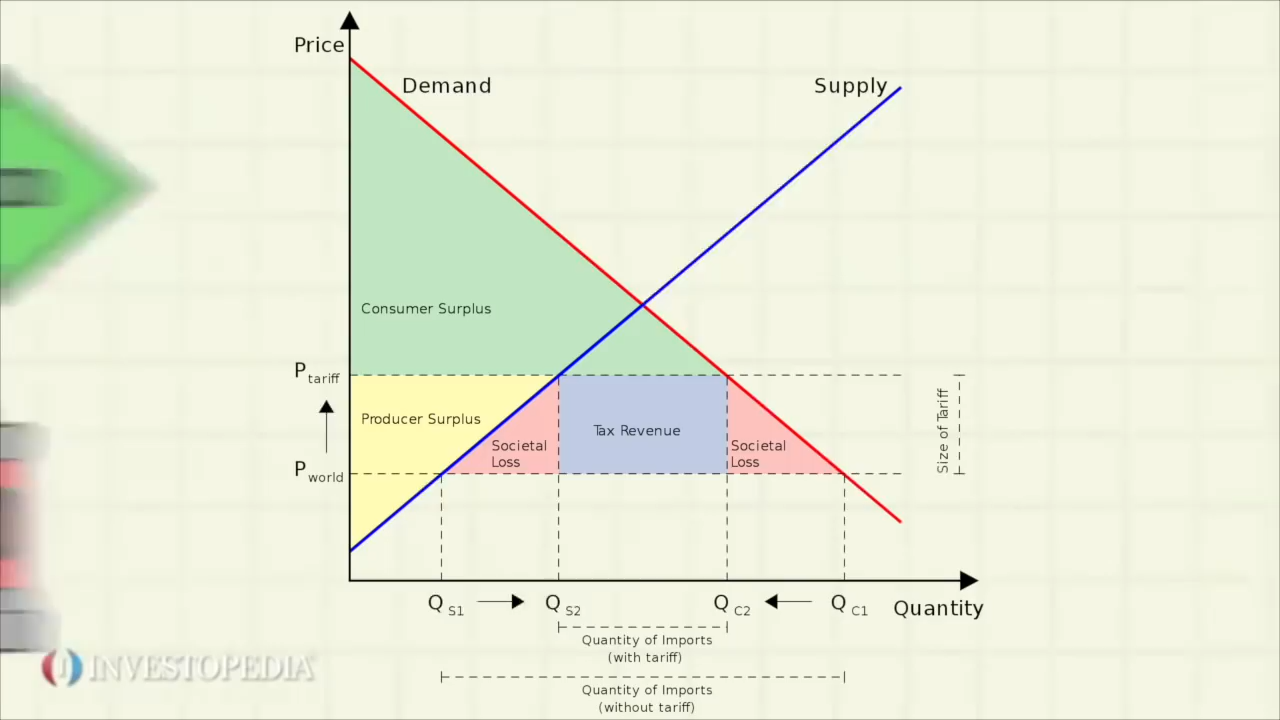 Price
Demand
Supply
Consumer Surplus
P tariff
Producer Surplus
Tax Revenue
Societal
Loss
Societal
Loss
Size of Tariff
P world
Q S1
Q S2
Q C2
Q C1
Quantity
Quantity of Imports
(with tariff)
INVESTOPEDIA
Quantity of Imports
(without tariff)